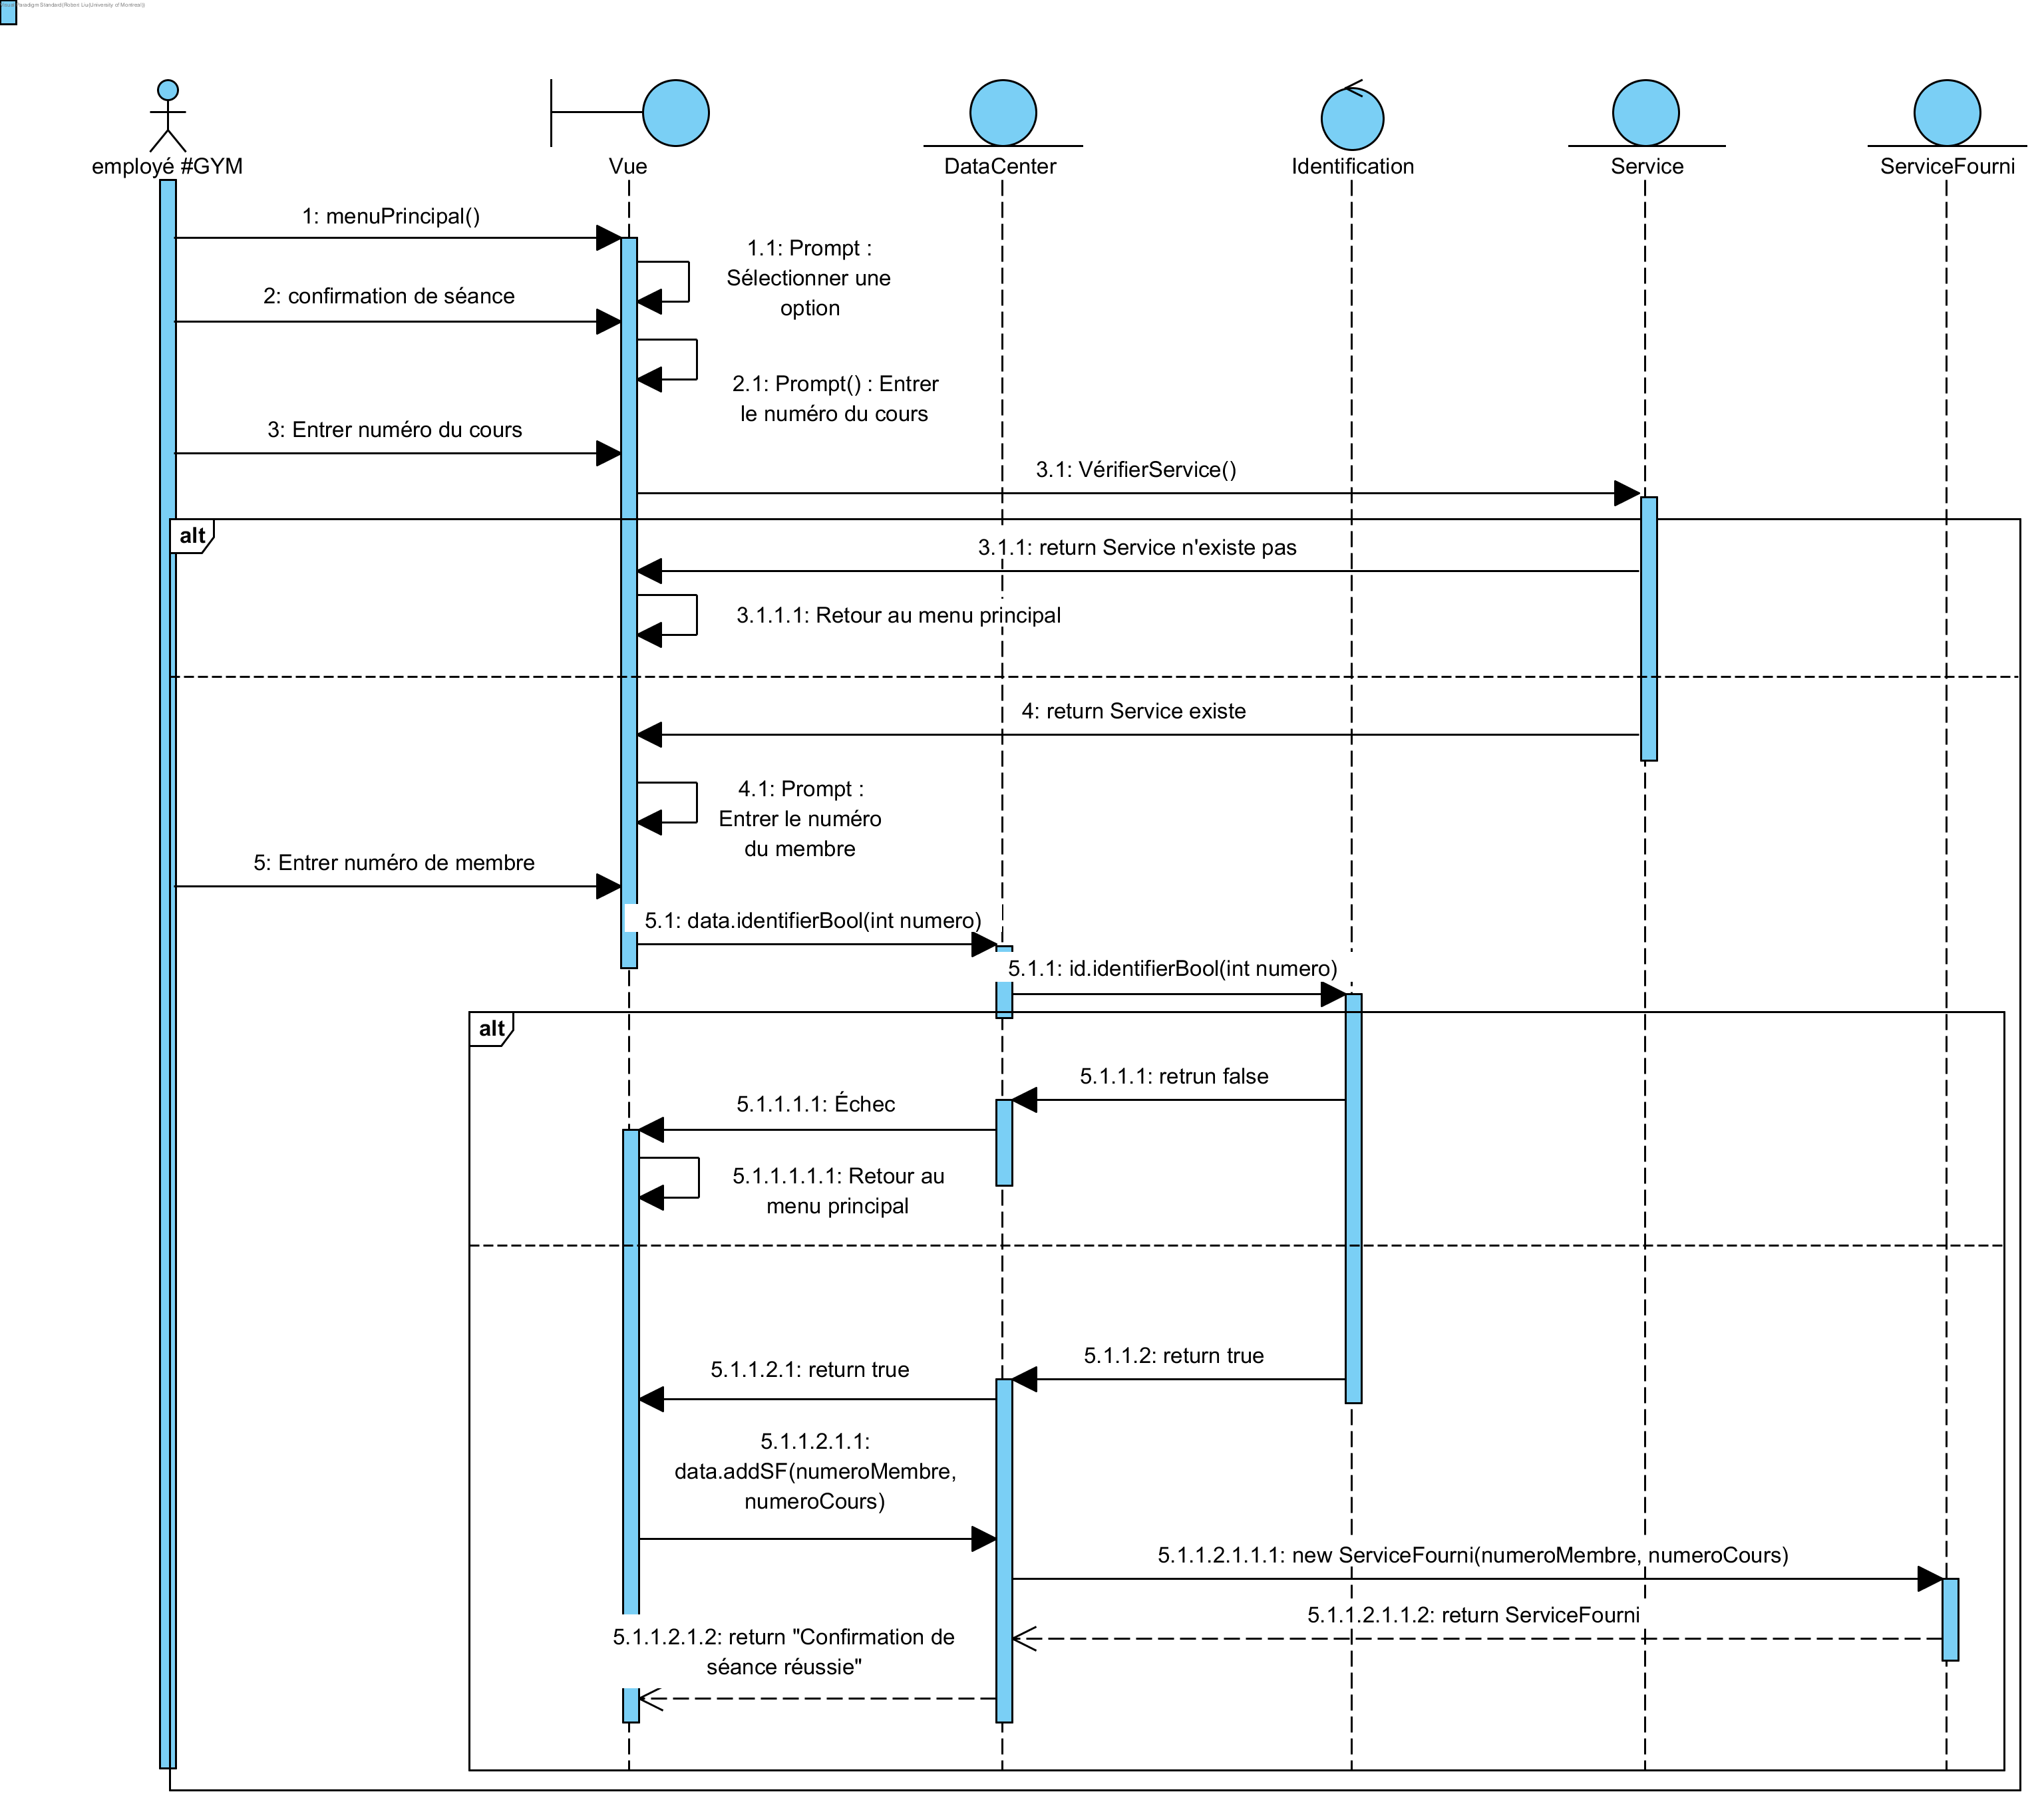 Visual Paradigm Standard(Robert Liu(University of Montreal))
employé #GYM
Vue
DataCenter
Identification
Service
ServiceFourni
1: menuPrincipal()
1.1: Prompt :
Sélectionner une
option
2: confirmation de séance
2.1: Prompt() : Entrer
le numéro du cours
3: Entrer numéro du cours
3.1: VérifierService()
alt
3.1.1: return Service n'existe pas
3.1.1.1: Retour au menu principal
4: return Service existe
4.1: Prompt :
Entrer le numéro
du membre
5: Entrer numéro de membre
5.1: data.identifierBool(int numero)
5.1.1: id.identifierBool(int numero)
alt
5.1.1.1: retrun false
5.1.1.1.1: Échec
5.1.1.1.1.1: Retour au
menu principal
5.1.1.2: return true
5.1.1.2.1: return true
5.1.1.2.1.1:
data.addSF(numeroMembre,
numeroCours)
5.1.1.2.1.1.1: new ServiceFourni(numeroMembre, numeroCours)
5.1.1.2.1.1.2: return ServiceFourni
5.1.1.2.1.2: return "Confirmation de
séance réussie"